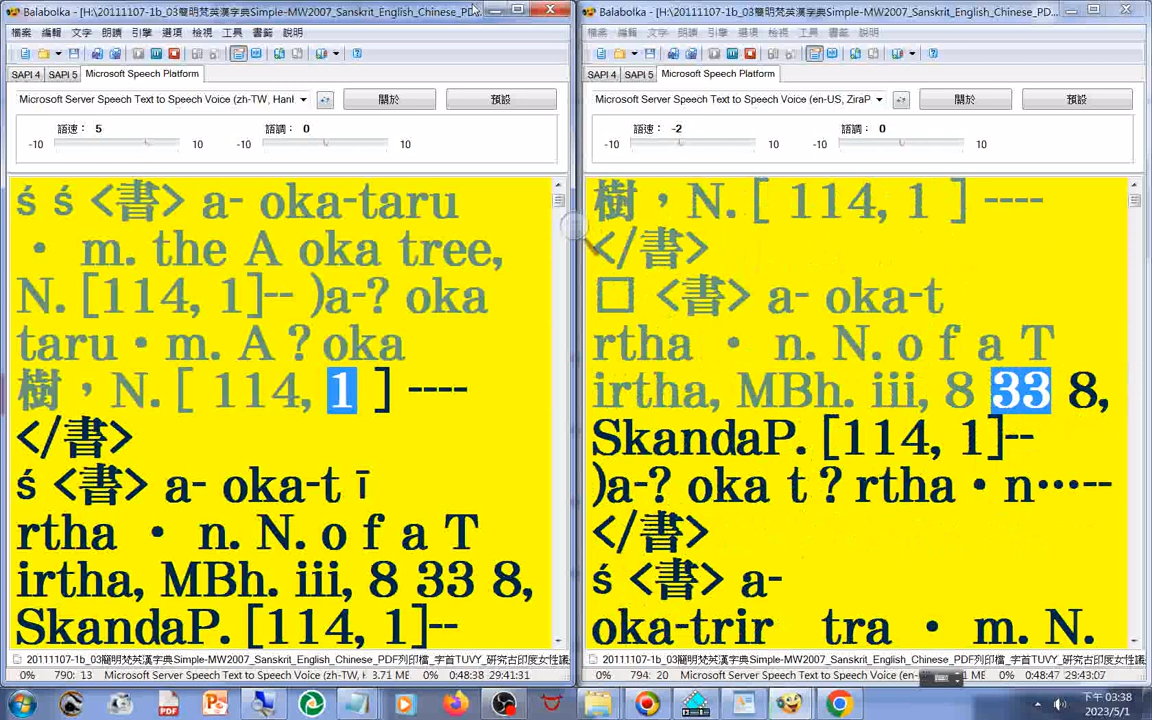 Balabolka - [H:\20111107-1b_03簡明梵英漢字典Simple-MW2007_Sanskrit_English_Chinese_PD...
檔案 編輯 文字 朗讀 引擎 選項 檢視 工具 書籤 說明
SAPI 4 SAPI 5 Microsoft Speech Platform
Microsoft Server Speech Text to Speech Voice (zh-TW, Hanl 關於 預設
語速： 5 語調： 0
-10 10 -10 10
ś ś <書> a- oka-taru
• m. the A oka tree,
N. [114, 1]-- )a-? oka
taru • m. A ? oka
樹，N. [ 114, 1 ] ----
</書>
ś <書> a- oka-t ī
rtha • n. N. o f a T
irtha, MBh. iii, 8 33 8,
SkandaP. [114, 1]--
20111107-1b_03簡明梵英漢字典Simple-MW2007_Sanskrit_English_Chinese_PDF列印檔_字首TUVY_研究古印度女性議
0% 790: 13 Microsoft Server Speech Text to Speech Voice (zh-TW, H 3.71 ME 0% 0:48:38 29:41:31
Balabolka - [H:\20111107-1b_03簡明梵英漢字典Simple-MW2007_Sanskrit_English_Chinese_PD...
檔案 編輯 文字 朗讀 引擎 選項 檢視 工具 書籤 說明
SAPI 4 SAPI 5 Microsoft Speech Platform
Microsoft Server Speech Text to Speech Voice (en-US, ZiraP 關於 預設
語速： -2 語調： 0
-10 10 -10 10
樹，N. [ 114, 1 ] ----
</書>
□ <書> a- oka-t
rtha • n. N. o f a T
irtha, MBh. iii, 8 33 8,
SkandaP. [114, 1]--
)a-? oka t ? rtha • n…--
</書>
ś <書> a-
oka-trir tra • m. N.
20111107-1b_03簡明梵英漢字典Simple-MW2007_Sanskrit_English_Chinese_PDF列印檔_字首TUVY_研究古印度女性議
0% 794: 20 Microsoft Server Speech Text to Speech Voice (en 0% 0:48:47 29:43:07
下午 03:38
2023/5/1